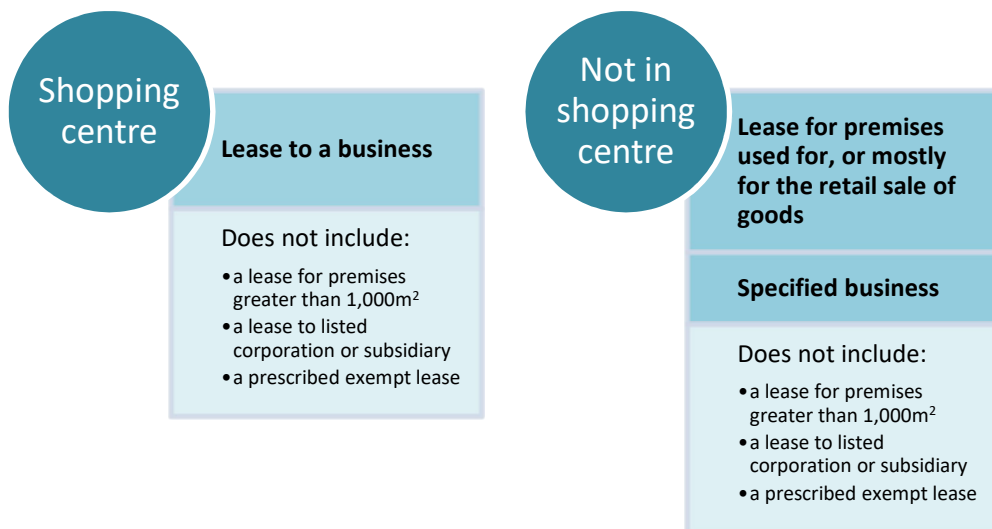 Shopping
centre
Lease to a business
Does not include:
•a lease for premises
greater than 1,000m²
•a lease to listed
corporation or subsidiary
•a prescribed exempt lease
Not in
shopping
centre
Lease for premises
used for, or mostly
for the retail sale of
goods
Specified business
Does not include:
•a lease for premises
greater than 1,000m²
•a lease to listed
corporation or subsidiary
•a prescribed exempt lease